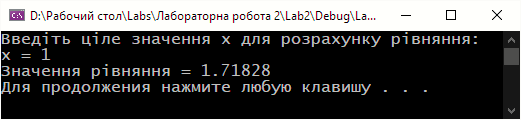 D:\Рабочий стол\Labs\Лабораторна робота 2\Lab2\Debug\La...
Введіть ціле значення x для розрахунку рівняння:
x = 1
Значення рівняння = 1.71828
Для продолжения нажмите любую клавишу . . .